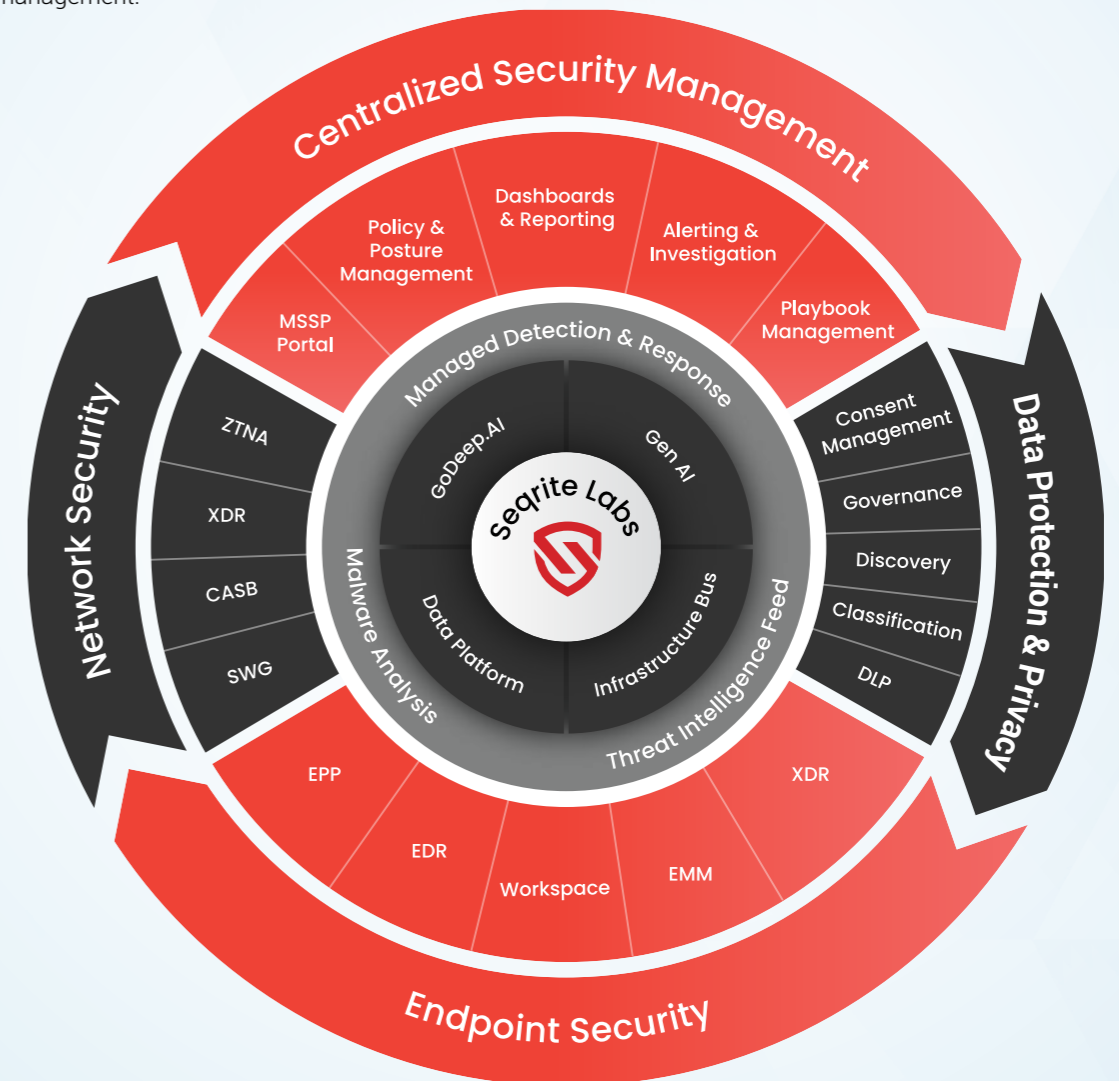 management.
Centralized Security Management
MSSP
Portal
Policy &
Posture
Management
Dashboards
& Reporting
Alerting &
Investigation
Playbook
Management
Data Protection & Privacy
Consent
Management
Governance
Discovery
Classification
DLP
Endpoint Security
XDR
EMM
Workspace
EDR
EPP
Network Security
ZTNA
XDR
CASB
SWG
Managed Detection & Response
Threat Intelligence Feed
Malware Analysis
GoDeep.AI
Gen AI
Infrastructure Bus
Data Platform
Seqrite Labs